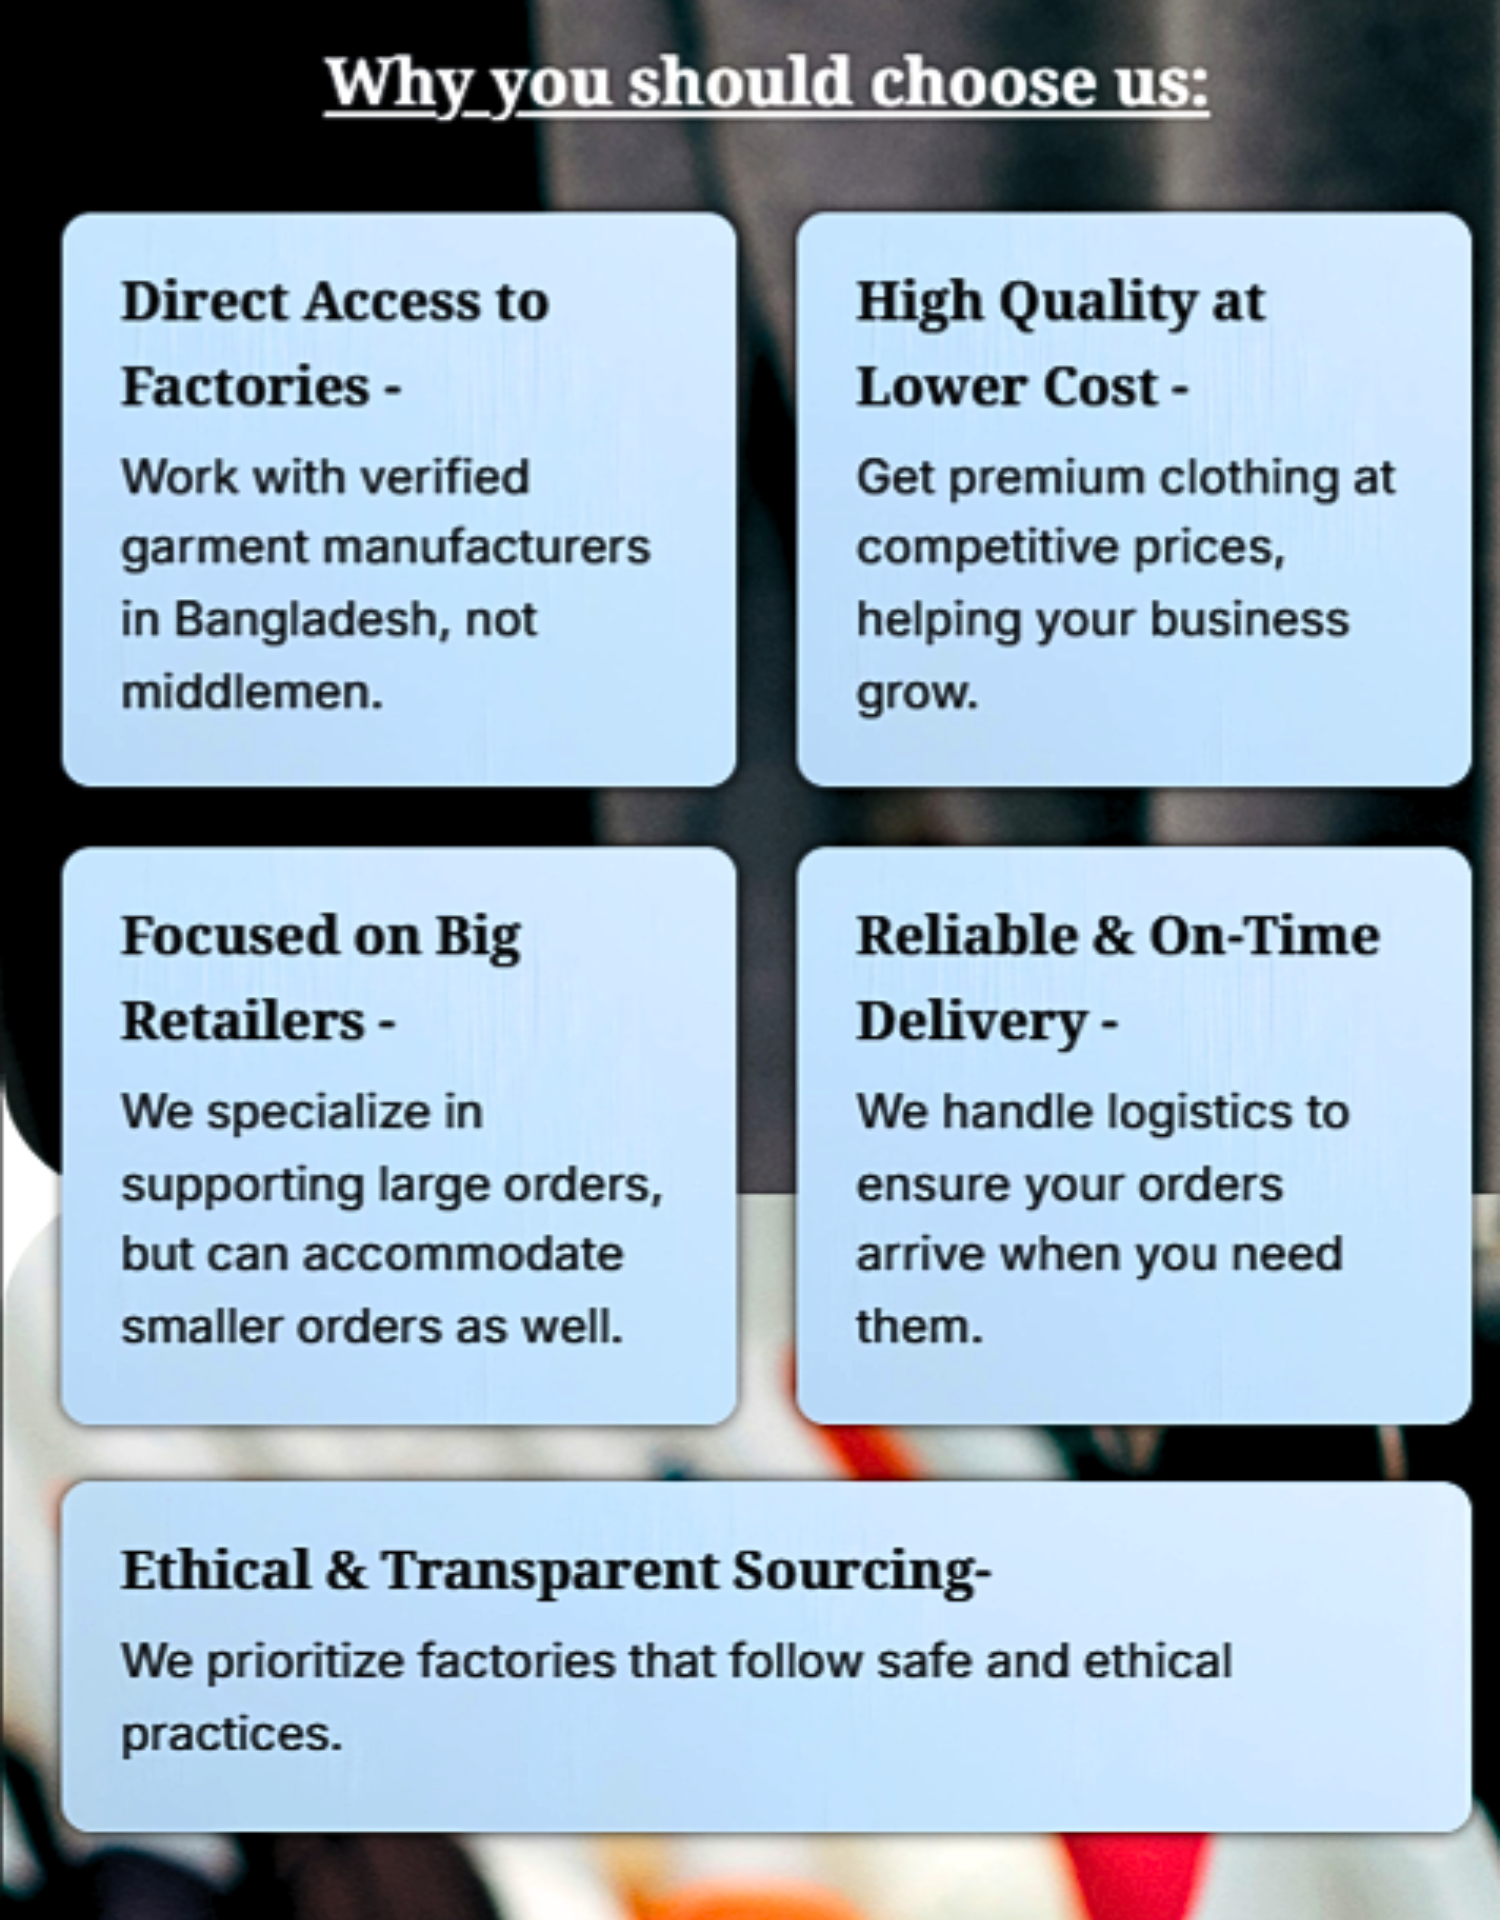 Why you should choose us:
Direct Access to
Factories -
Work with verified
garment manufacturers
in Bangladesh, not
middlemen.
High Quality at
Lower Cost -
Get premium clothing at
competitive prices,
helping your business
grow.
Focused on Big
Retailers -
We specialize in
supporting large orders,
but can accommodate
smaller orders as well.
Reliable & On-Time
Delivery -
We handle logistics to
ensure your orders
arrive when you need
them.
Ethical & Transparent Sourcing-
We prioritize factories that follow safe and ethical
practices.